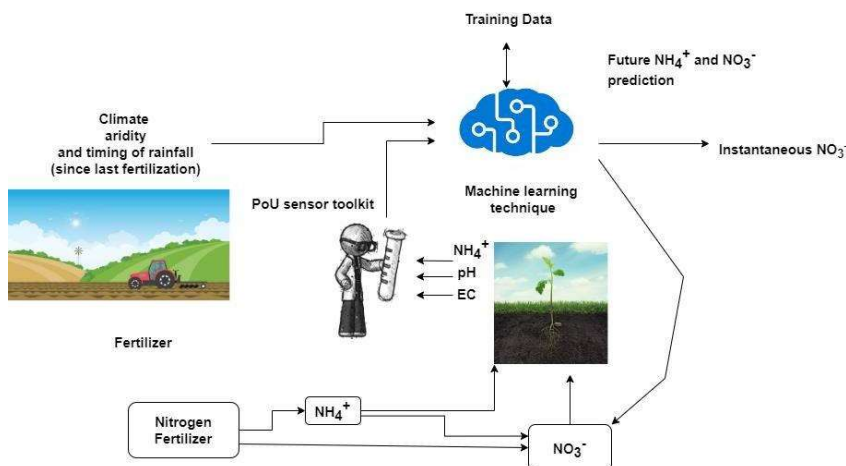 Training Data
Future NH₄⁺ and NO₃⁻
prediction
Climate
aridity
and timing of rainfall
(since last fertilization)
Instantaneous NO₃⁻
PoU sensor toolkit
Machine learning
technique
NH₄⁺
pH
EC
Fertilizer
Nitrogen
Fertilizer
NH₄⁺
NO₃⁻